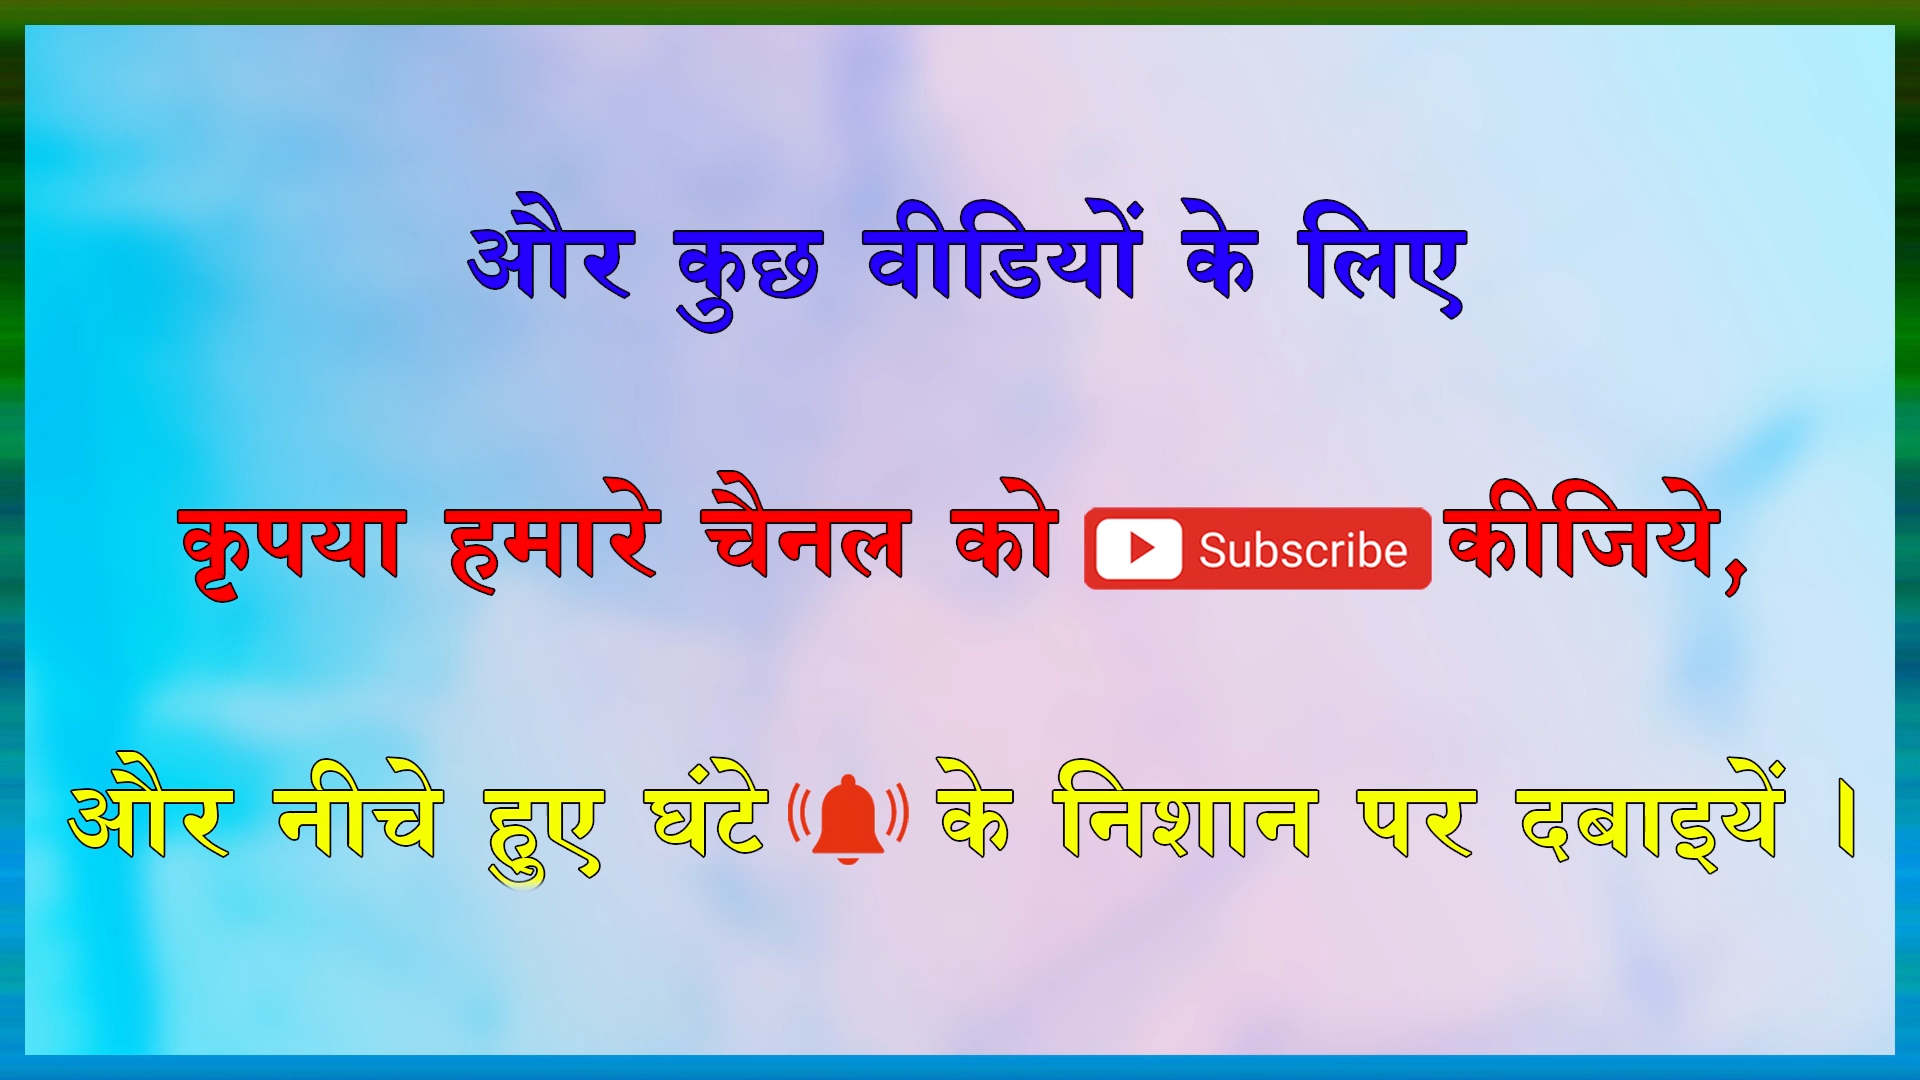 और कुछ वीडियों के लिए
कृपया हमारे चैनल को Subscribe कीजिये,
और नीचे हुए घंटे के निशान पर दबाइयें ।